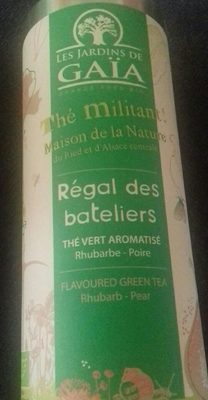 LES JARDINS DE
GAÏA
Thé militant!
Maison de la Nature
du Ried et d'Alsace centrale
Régal des
bateliers
THÉ VERT AROMATISÉ
Rhubarbe - Poire
FLAVOURED GREEN TEA
Rhubarb - Pear